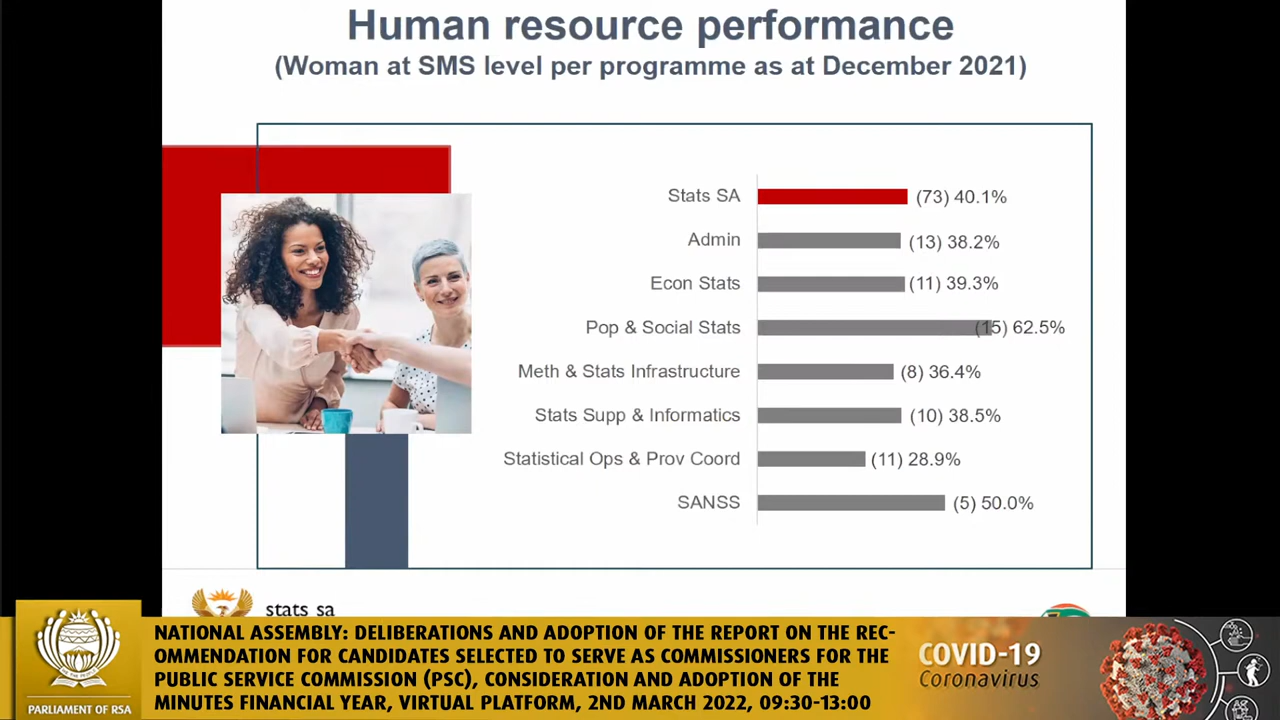 Human resource performance
(Woman at SMS level per programme as at December 2021)
Stats SA (73) 40.1%
Admin (13) 38.2%
Econ Stats (11) 39.3%
Pop & Social Stats (15) 62.5%
Meth & Stats Infrastructure (8) 36.4%
Stats Supp & Informatics (10) 38.5%
Statistical Ops & Prov Coord (11) 28.9%
SANSS (5) 50.0%
stats sa
NATIONAL ASSEMBLY: DELIBERATIONS AND ADOPTION OF THE REPORT ON THE REC-
OMMENDATION FOR CANDIDATES SELECTED TO SERVE AS COMMISSIONERS FOR THE
PUBLIC SERVICE COMMISSION (PSC), CONSIDERATION AND ADOPTION OF THE
MINUTES FINANCIAL YEAR, VIRTUAL PLATFORM, 2ND MARCH 2022, 09:30-13:00
PARLIAMENT OF RSA
COVID-19
Coronavirus